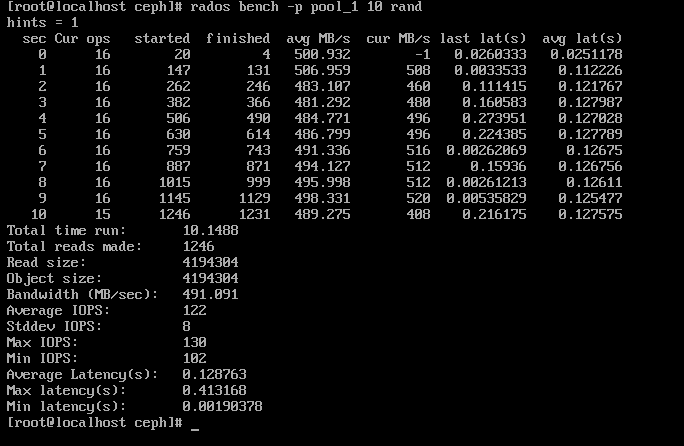 [root@localhost ceph]# rados bench -p pool_1 10 rand
hints = 1
  sec Cur ops   started  finished  avg MB/s  cur MB/s last lat(s)  avg lat(s)
    0      16        20         4   500.932        -1   0.0260333   0.0251178
    1      16       147       131   506.959       508   0.0033533    0.112226
    2      16       262       246   483.107       460    0.111415    0.121767
    3      16       382       366   481.292       480    0.160583    0.127987
    4      16       506       490   484.771       496    0.273951    0.127028
    5      16       630       614   486.799       496    0.224385    0.127789
    6      16       759       743   491.336       516  0.00262069     0.12675
    7      16       887       871   494.127       512     0.15936    0.126756
    8      16      1015       999   495.998       512  0.00261213     0.12611
    9      16      1145      1129   498.331       520  0.00535829    0.125477
   10      15      1246      1231   489.275       408    0.216175    0.127575
Total time run:       10.1488
Total reads made:     1246
Read size:            4194304
Object size:          4194304
Bandwidth (MB/sec):   491.091
Average IOPS:         122
Stddev IOPS:          8
Max IOPS:             130
Min IOPS:             102
Average Latency(s):   0.128763
Max latency(s):       0.413168
Min latency(s):       0.00190378
[root@localhost ceph]# _